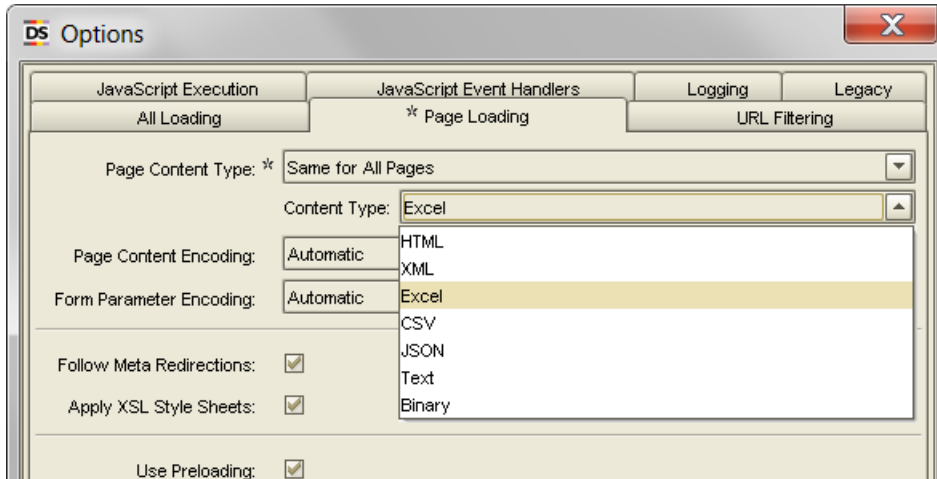 DS Options
JavaScript Execution JavaScript Event Handlers Logging Legacy
All Loading * Page Loading URL Filtering
Page Content Type: * Same for All Pages
Content Type: Excel
HTML
Page Content Encoding: Automatic
XML
Form Parameter Encoding: Automatic
Excel
CSV
JSON
Follow Meta Redirections:
Text
Apply XSL Style Sheets:
Binary
Use Preloading: